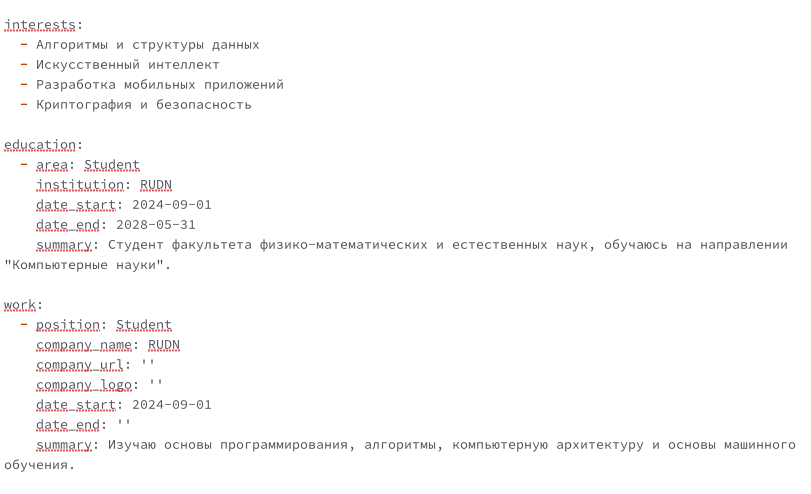 interests:
  - Алгоритмы и структуры данных
  - Искусственный интеллект
  - Разработка мобильных приложений
  - Криптография и безопасность

education:
  - area: Student
    institution: RUDN
    date_start: 2024-09-01
    date_end: 2028-05-31
    summary: Студент факультета физико-математических и естественных наук, обучаюсь на направлении
"Компьютерные науки".

work:
  - position: Student
    company_name: RUDN
    company_url: ''
    company_logo: ''
    date_start: 2024-09-01
    date_end: ''
    summary: Изучаю основы программирования, алгоритмы, компьютерную архитектуру и основы машинного
обучения.